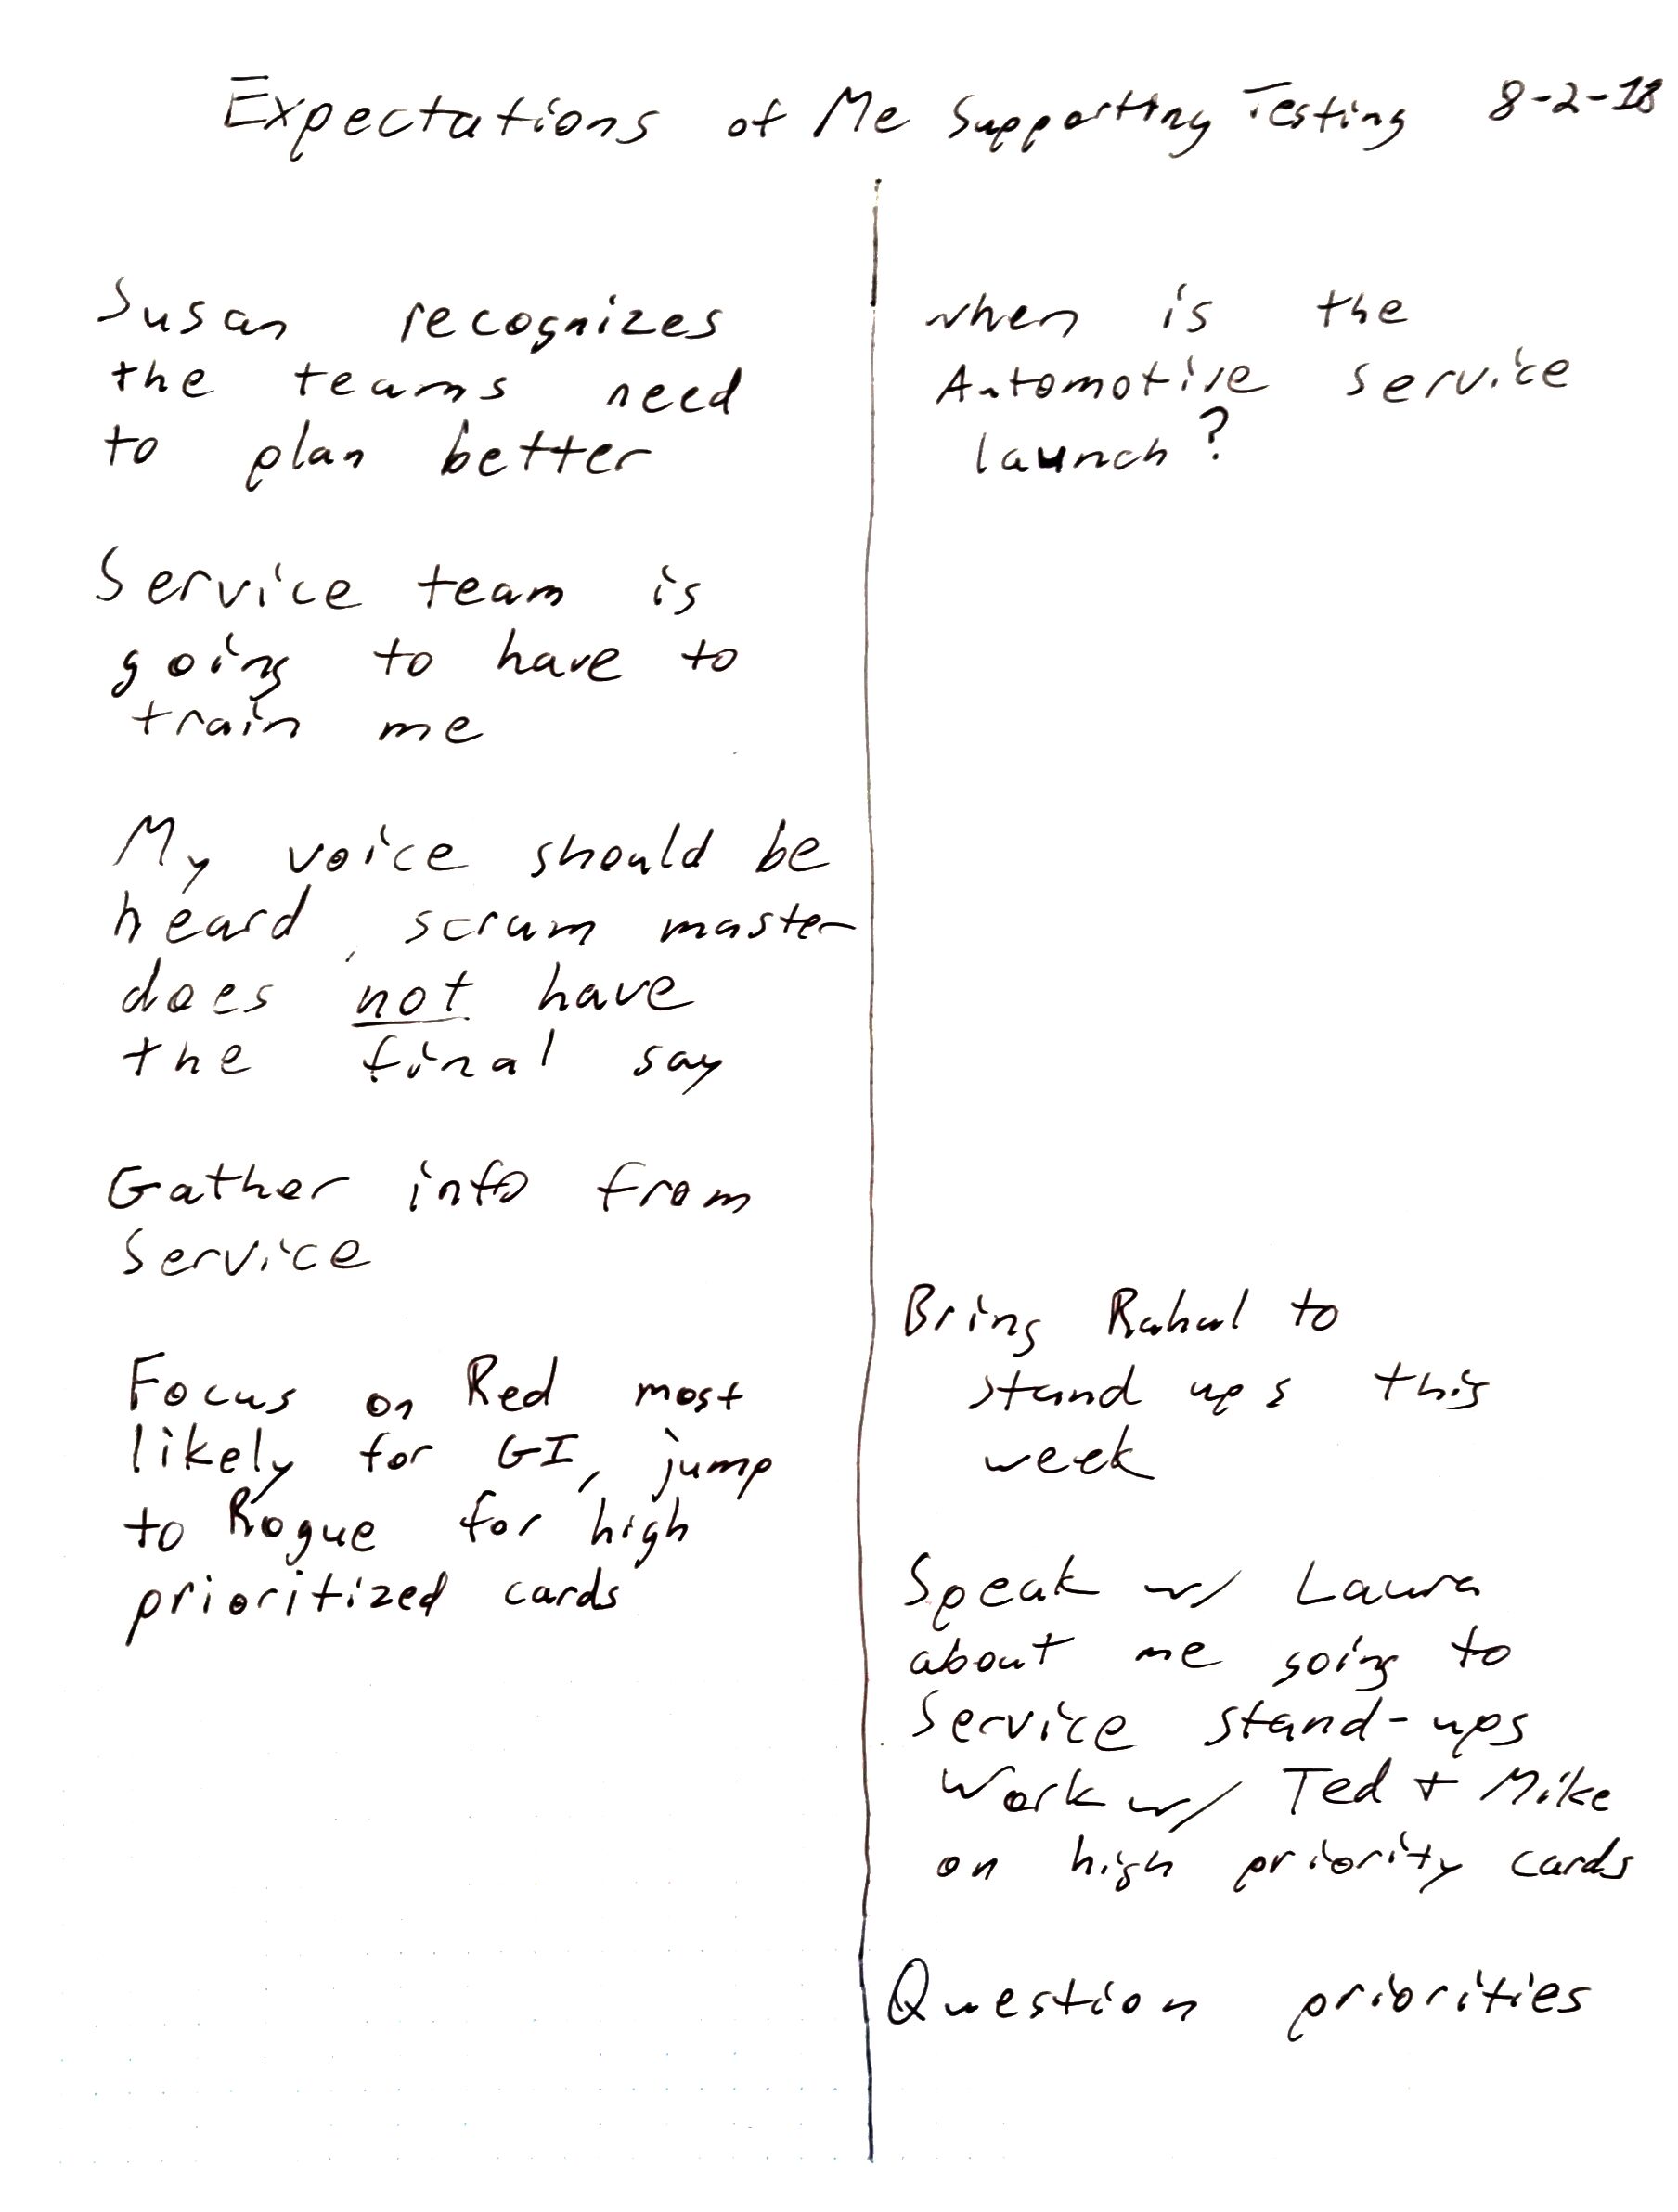 Expectations of Me Supporting Testing 8-2-18
Susan recognizes
the teams need
to plan better
Service team is
going to have to
train me
My voice should be
heard, scrum master
does not have
the final say
Gather info from
Service
Focus on Red most
likely for GI, jump
to Rogue for high
prioritized cards
when is the
Automotive service
launch?
Bring Rahul to
stand ups this
week
Speak w/ Laura
about me going to
Service stand-ups
Work w/ Ted + Mike
on high priority cards
Question priorities